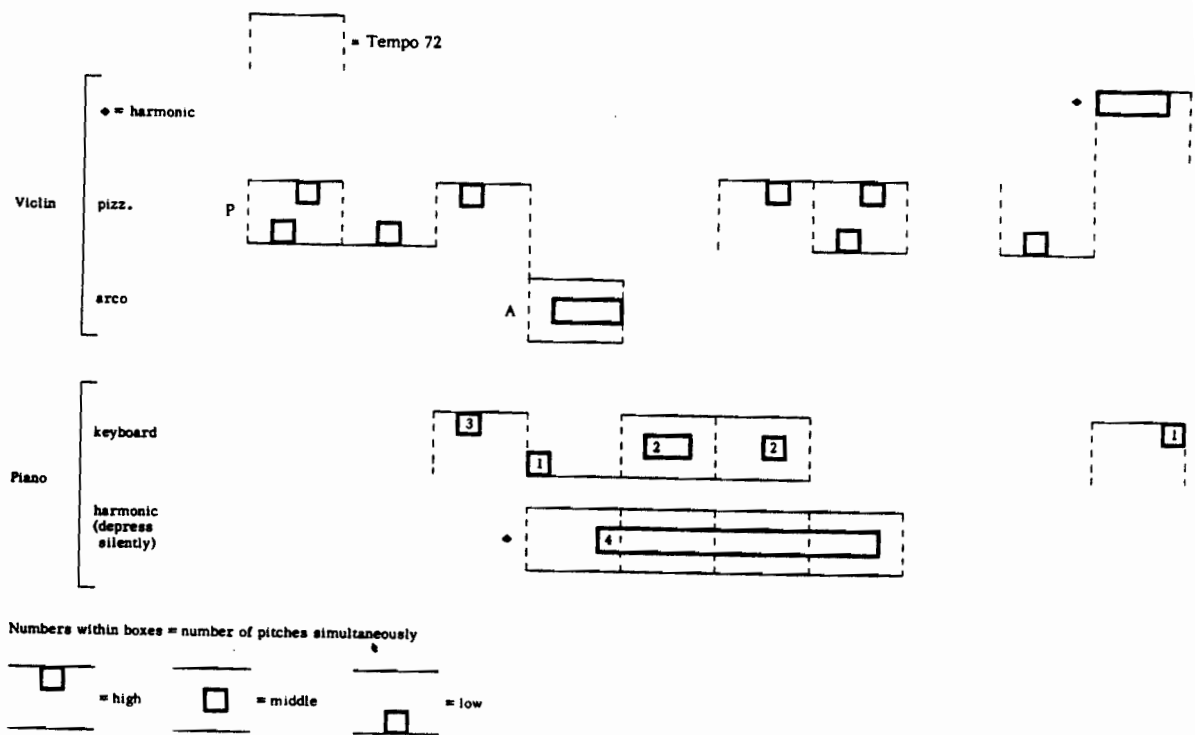 = Tempo 72
◆ = harmonic
◆
Violin
pizz.
P
arco
A
keyboard
3
1
2
2
1
Piano
harmonic
(depress
silently)
◆
4
Numbers within boxes = number of pitches simultaneously
= high
= middle
= low